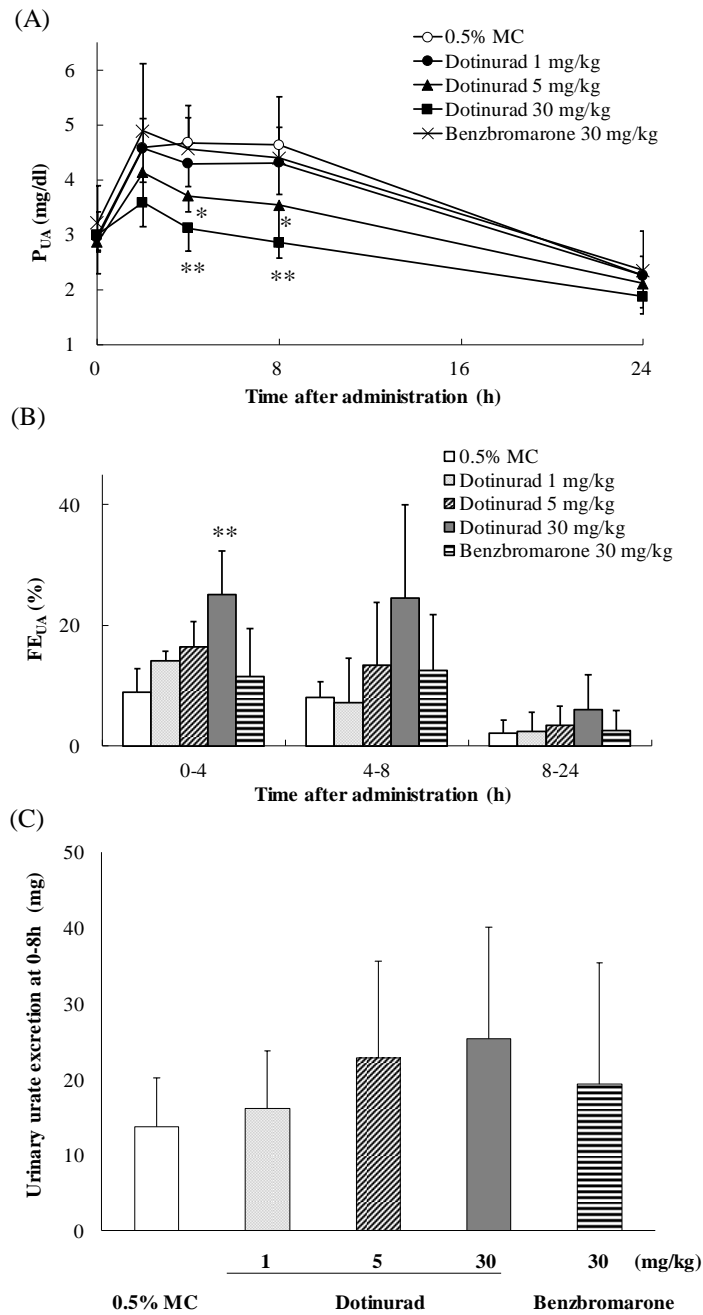 (A)
0.5% MC
Dotinurad 1 mg/kg
Dotinurad 5 mg/kg
Dotinurad 30 mg/kg
Benzbromarone 30 mg/kg
6
5
4
3
2
1
P_UA (mg/dl)
*
*
**
**
0
8
16
24
Time after administration (h)
(B)
0.5% MC
Dotinurad 1 mg/kg
Dotinurad 5 mg/kg
Dotinurad 30 mg/kg
Benzbromarone 30 mg/kg
40
20
0
FE_UA (%)
**
0-4
4-8
8-24
Time after administration (h)
(C)
50
40
30
20
10
0
Urinary urate excretion at 0-8h (mg)
1 5 30 30 (mg/kg)
0.5% MC Dotinurad Benzbromarone